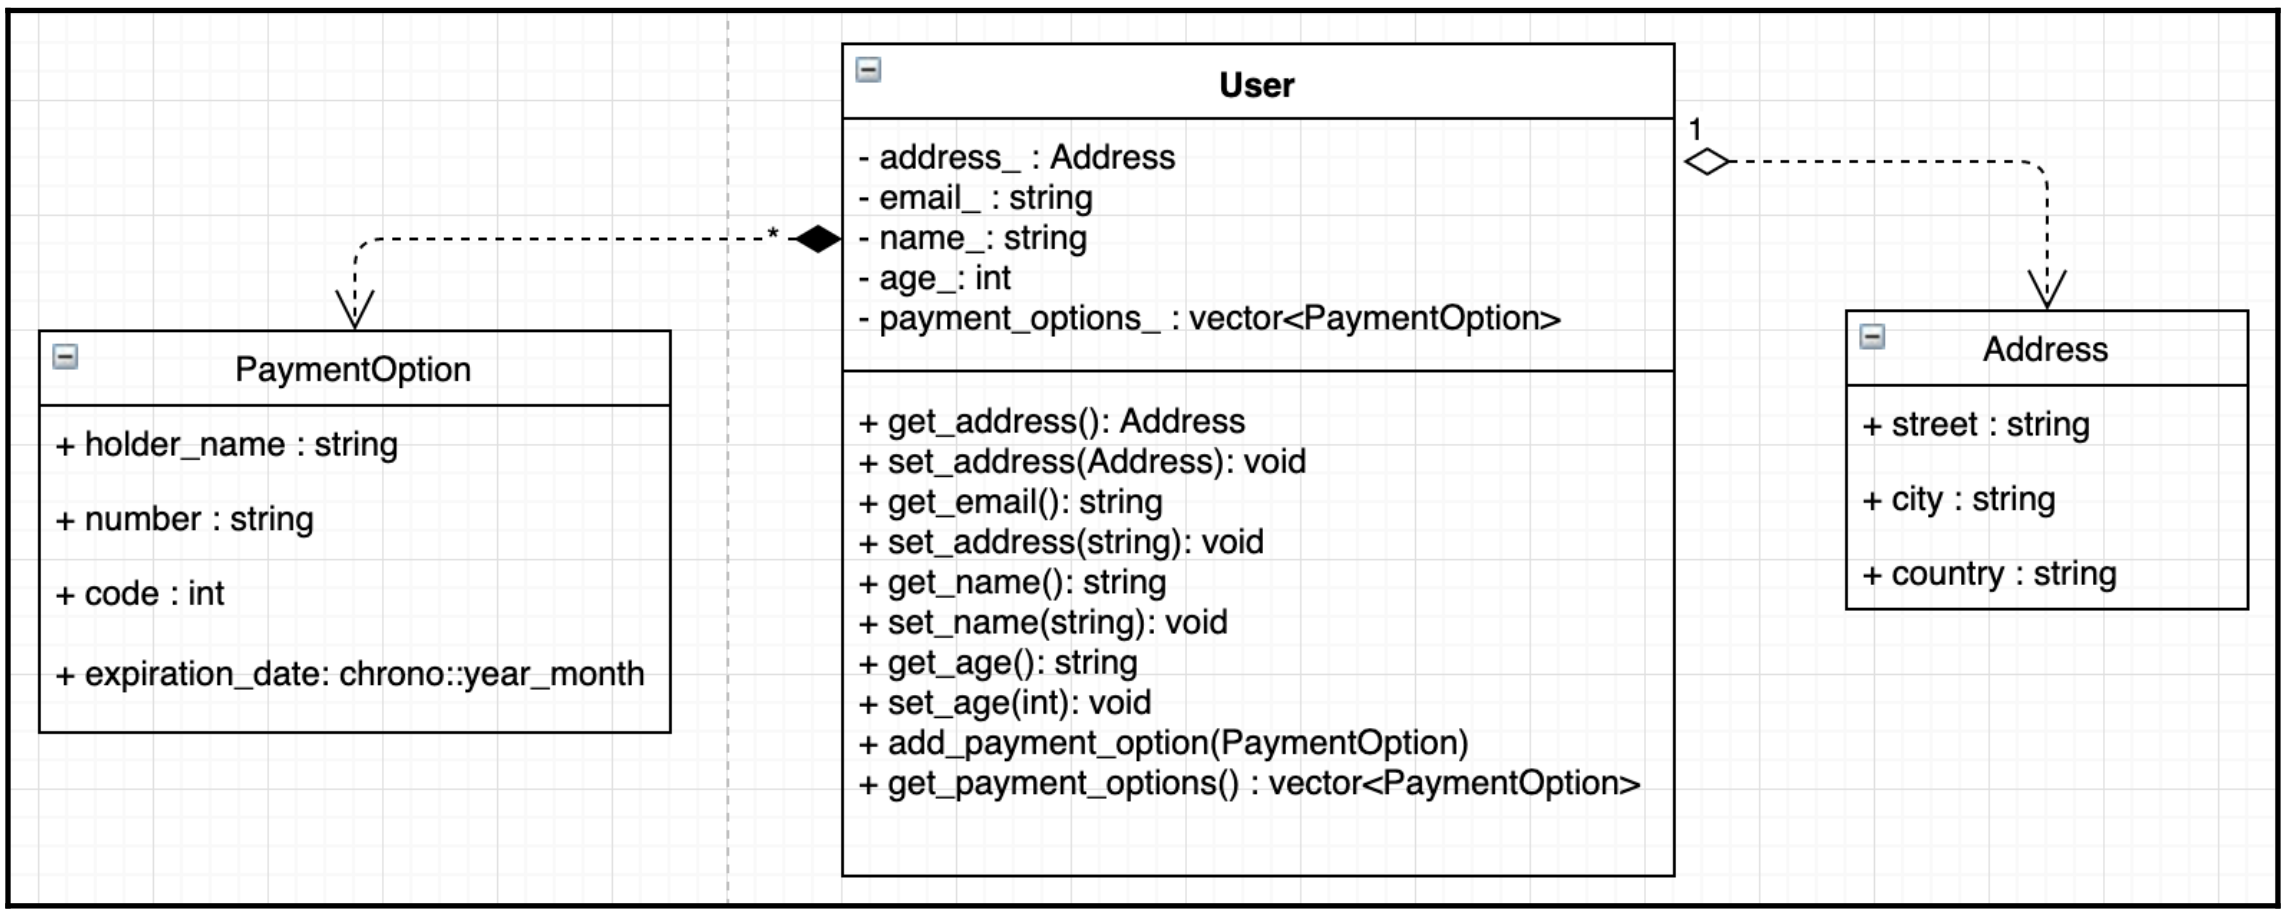 User
- address_ : Address
- email_ : string
- name_: string
- age_: int
- payment_options_ : vector<PaymentOption>
+ get_address(): Address
+ set_address(Address): void
+ get_email(): string
+ set_address(string): void
+ get_name(): string
+ set_name(string): void
+ get_age(): string
+ set_age(int): void
+ add_payment_option(PaymentOption)
+ get_payment_options() : vector<PaymentOption>
*
PaymentOption
+ holder_name : string
+ number : string
+ code : int
+ expiration_date: chrono::year_month
1
Address
+ street : string
+ city : string
+ country : string